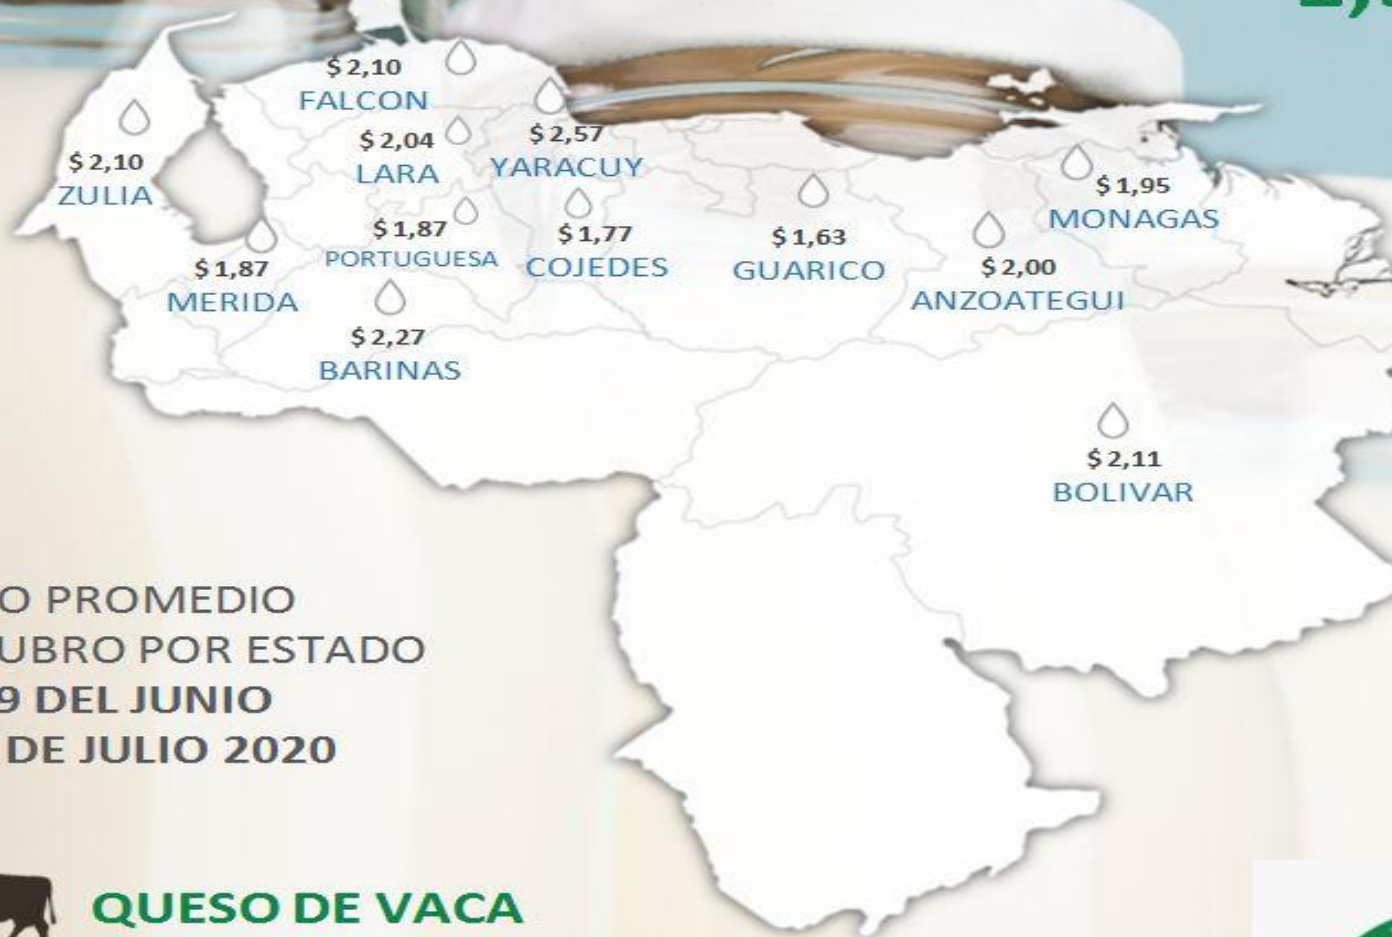 $ 2,10
FALCON
$ 2,04
LARA
$ 2,57
YARACUY
$ 2,10
ZULIA
$ 1,95
MONAGAS
$ 1,87
PORTUGUESA
$ 1,77
COJEDES
$ 1,63
GUARICO
$ 1,87
MERIDA
$ 2,00
ANZOATEGUI
$ 2,27
BARINAS
$ 2,11
BOLIVAR
O PROMEDIO
UBRO POR ESTADO
9 DEL JUNIO
DE JULIO 2020
QUESO DE VACA